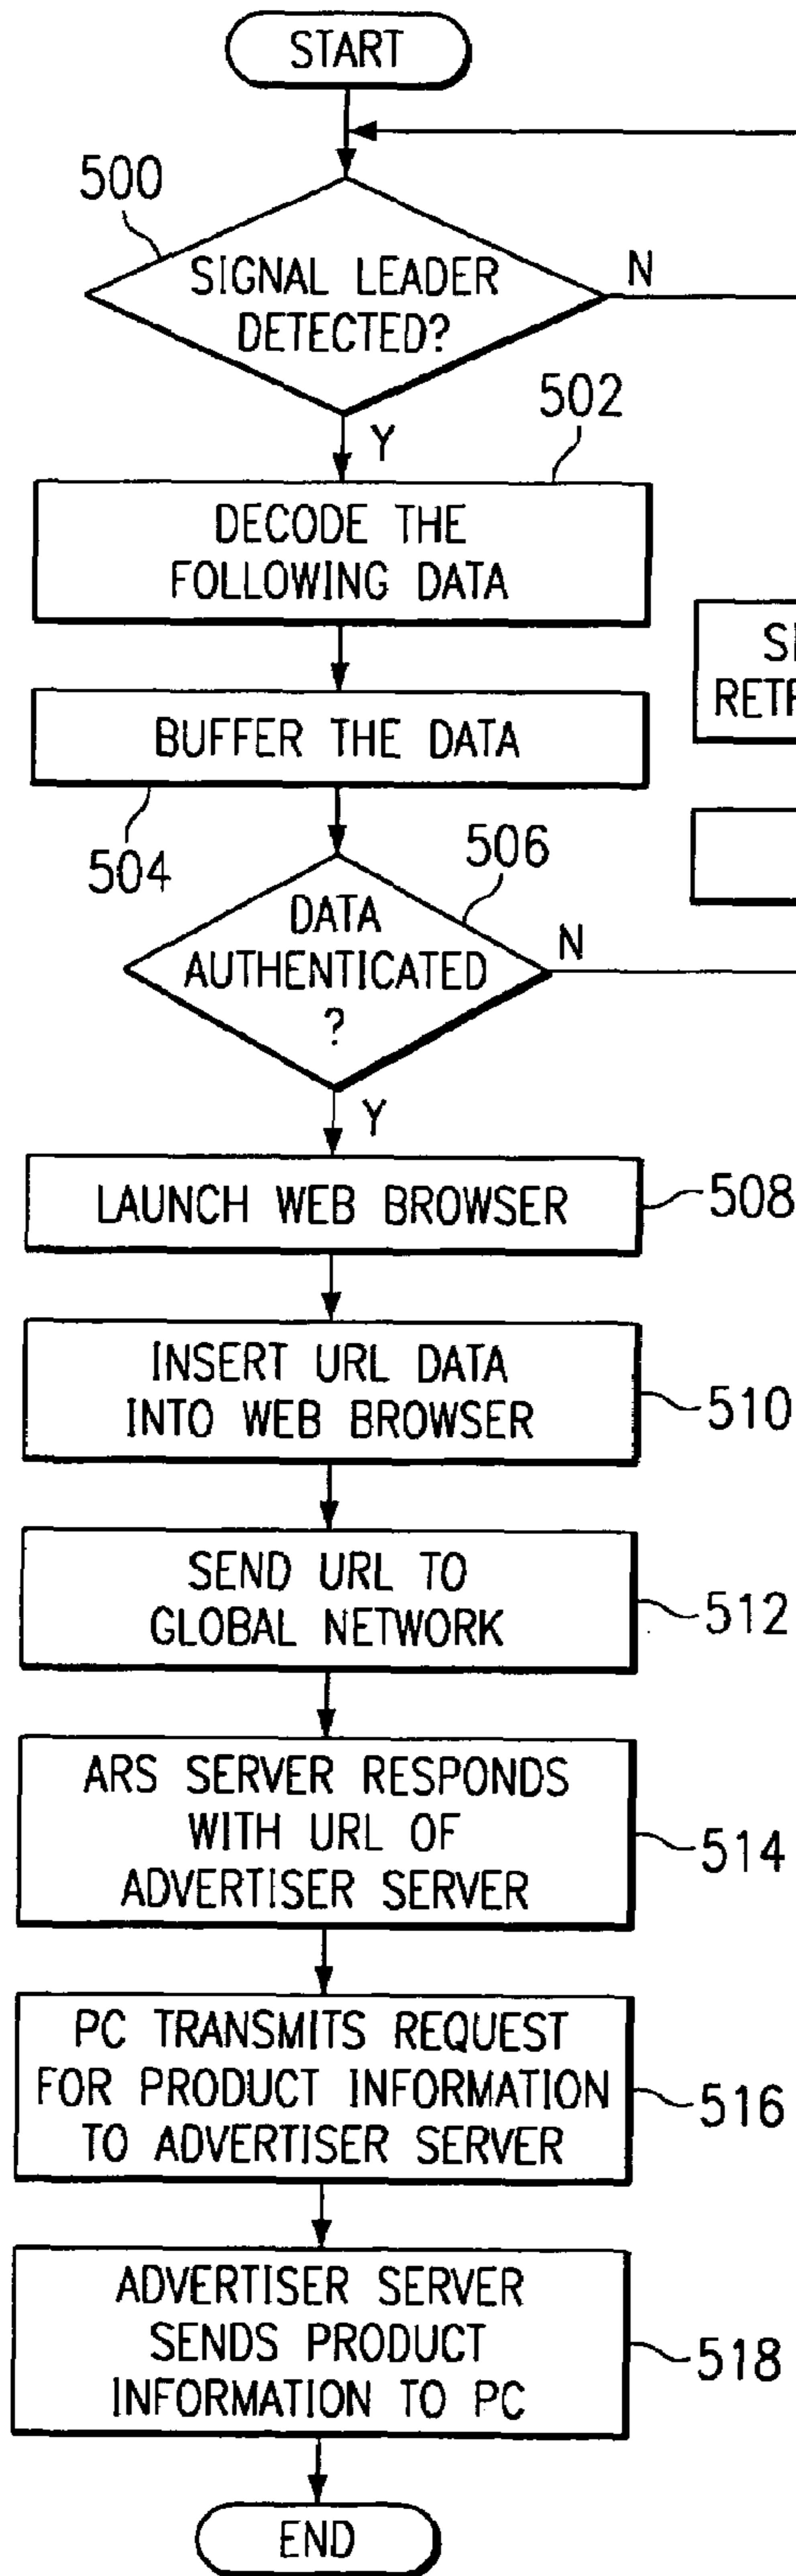 START
500
SIGNAL LEADER
DETECTED?
N
Y
502
DECODE THE
FOLLOWING DATA
BUFFER THE DATA
504
506
DATA
AUTHENTICATED
?
N
Y
LAUNCH WEB BROWSER
508
INSERT URL DATA
INTO WEB BROWSER
510
SEND URL TO
GLOBAL NETWORK
512
ARS SERVER RESPONDS
WITH URL OF
ADVERTISER SERVER
514
PC TRANSMITS REQUEST
FOR PRODUCT INFORMATION
TO ADVERTISER SERVER
516
ADVERTISER SERVER
SENDS PRODUCT
INFORMATION TO PC
518
END